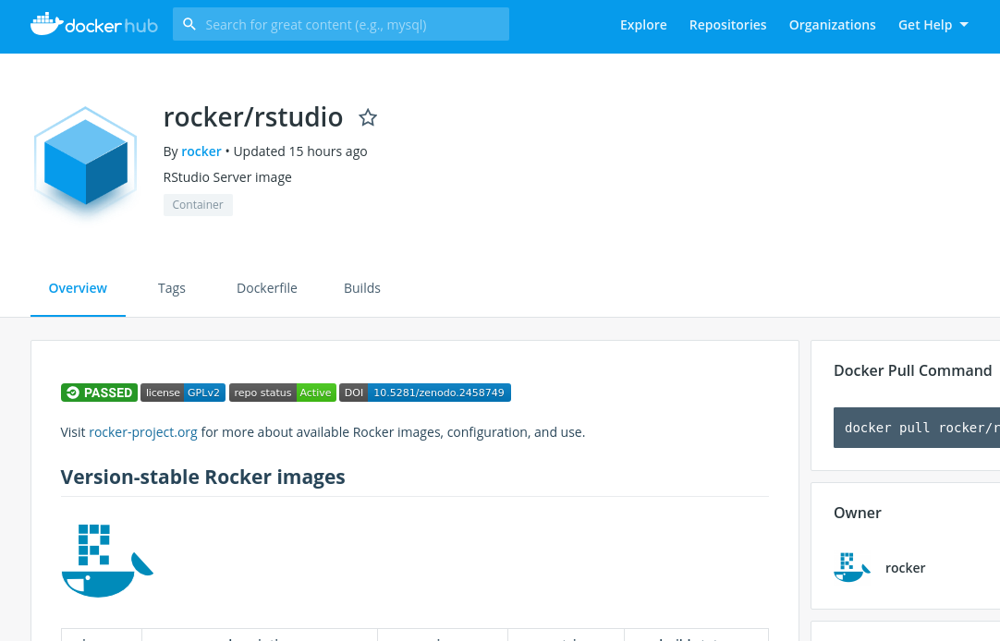 docker hub
Search for great content (e.g., mysql)
Explore
Repositories
Organizations
Get Help
rocker/rstudio
By rocker • Updated 15 hours ago
RStudio Server image
Container
Overview
Tags
Dockerfile
Builds
PASSED license GPLv2 repo status Active DOI 10.5281/zenodo.2458749
Visit rocker-project.org for more about available Rocker images, configuration, and use.
Version-stable Rocker images
Docker Pull Command
docker pull rocker/r
Owner
rocker